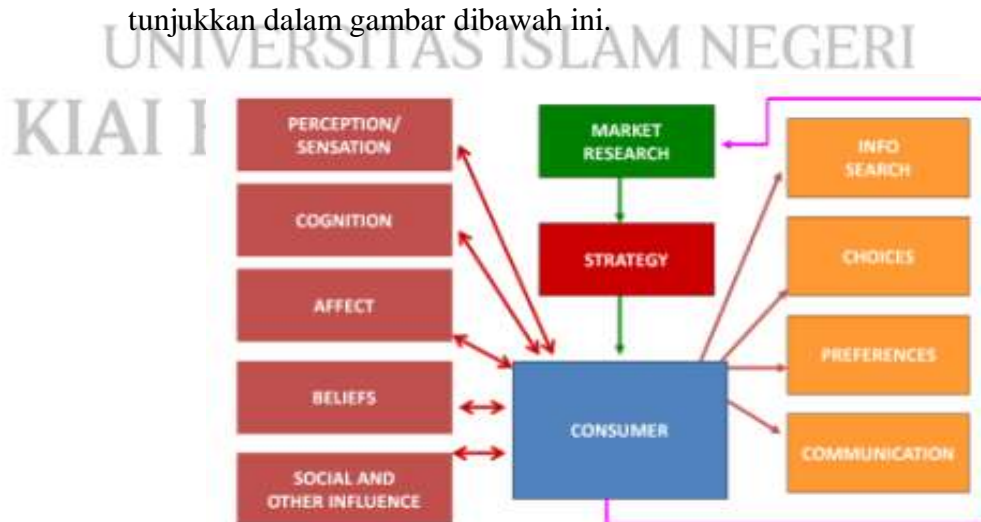 tunjukkan dalam gambar dibawah ini.
UNIVERSITAS ISLAM NEGERI
KIAI
PERCEPTION/
SENSATION
COGNITION
AFFECT
BELIEFS
SOCIAL AND
OTHER INFLUENCE
MARKET
RESEARCH
STRATEGY
CONSUMER
INFO
SEARCH
CHOICES
PREFERENCES
COMMUNICATION